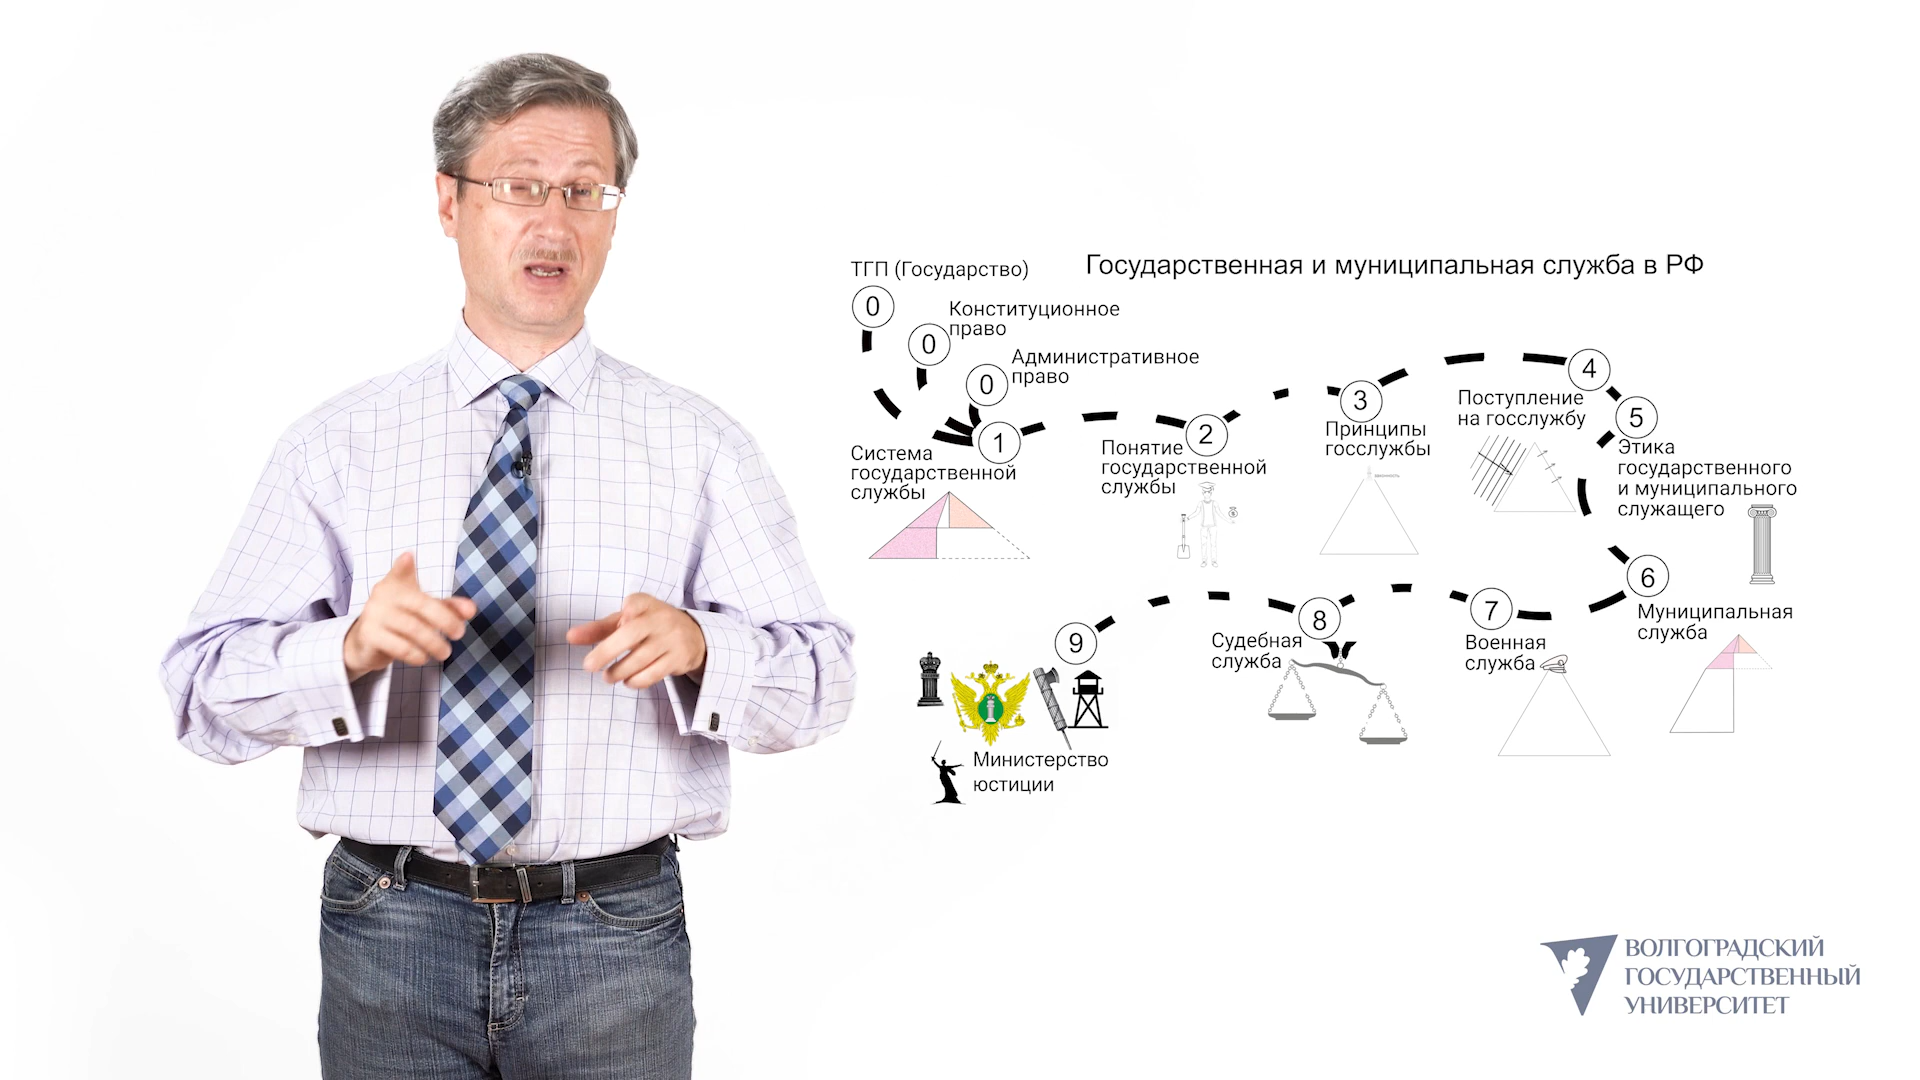 Государственная и муниципальная служба в РФ
ТГП (Государство)
0
Конституционное
право
0
Административное
право
0
1
Система
государственной
службы
2
Понятие
государственной
службы
3
Принципы
госслужбы
4
Поступление
на госслужбу
5
Этика
государственного
и муниципального
служащего
6
Муниципальная
служба
7
Военная
служба
8
Судебная
служба
9
Министерство
юстиции
ВОЛГОГРАДСКИЙ
ГОСУДАРСТВЕННЫЙ
УНИВЕРСИТЕТ